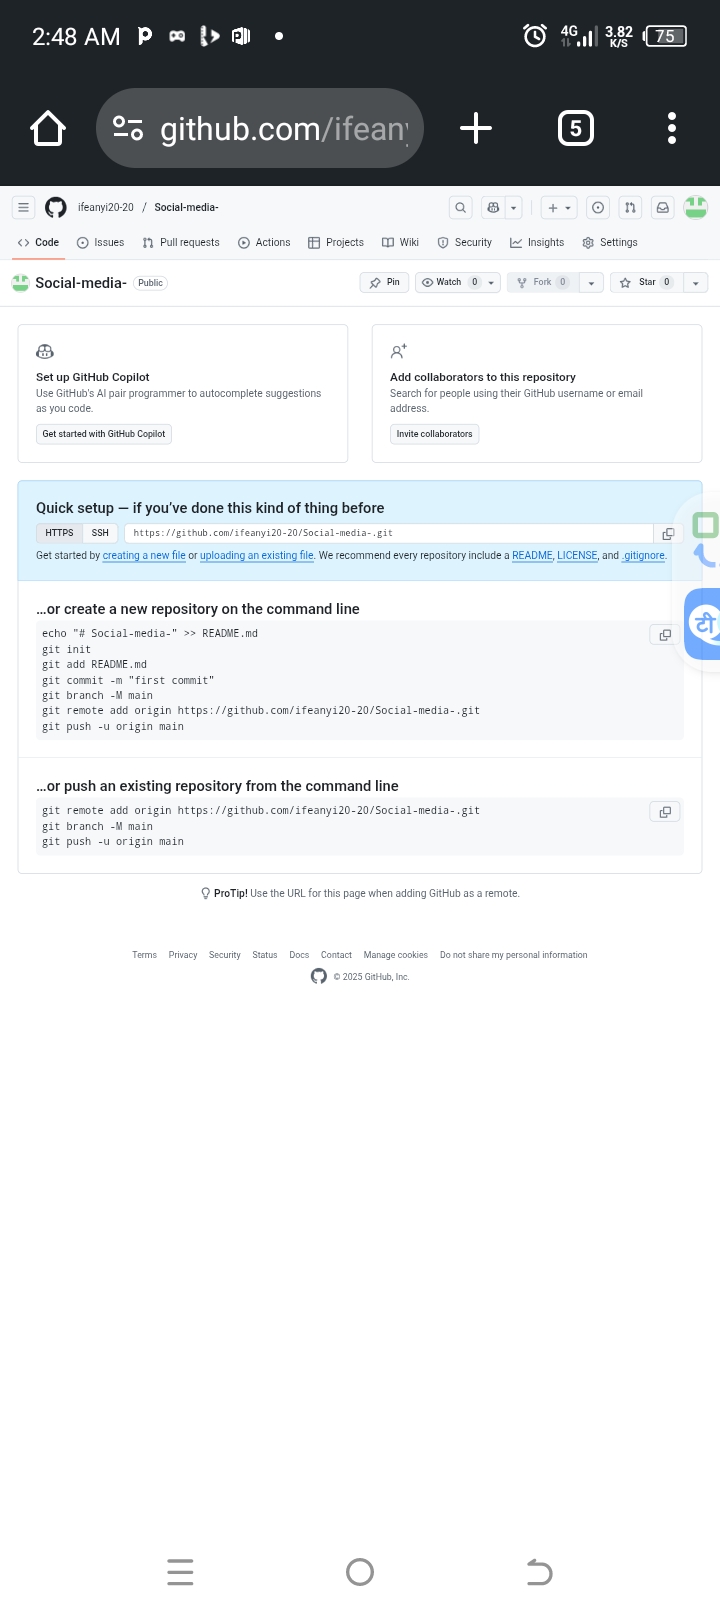 2:48 AM
4G
3.82
K/S
75
github.com/ifean
5
ifeanyi20-20 / Social-media-
Code Issues Pull requests Actions Projects Wiki Security Insights Settings
Social-media- Public Pin Watch 0 Fork 0 Star 0
Set up GitHub Copilot
Use GitHub's AI pair programmer to autocomplete suggestions
as you code.
Get started with GitHub Copilot
Add collaborators to this repository
Search for people using their GitHub username or email
address.
Invite collaborators
Quick setup — if you’ve done this kind of thing before
HTTPS SSH https://github.com/ifeanyi20-20/Social-media-.git
Get started by creating a new file or uploading an existing file. We recommend every repository include a README, LICENSE, and .gitignore.
टी
…or create a new repository on the command line
echo "# Social-media-" >> README.md
git init
git add README.md
git commit -m "first commit"
git branch -M main
git remote add origin https://github.com/ifeanyi20-20/Social-media-.git
git push -u origin main
…or push an existing repository from the command line
git remote add origin https://github.com/ifeanyi20-20/Social-media-.git
git branch -M main
git push -u origin main
ProTip! Use the URL for this page when adding GitHub as a remote.
Terms Privacy Security Status Docs Contact Manage cookies Do not share my personal information
© 2025 GitHub, Inc.